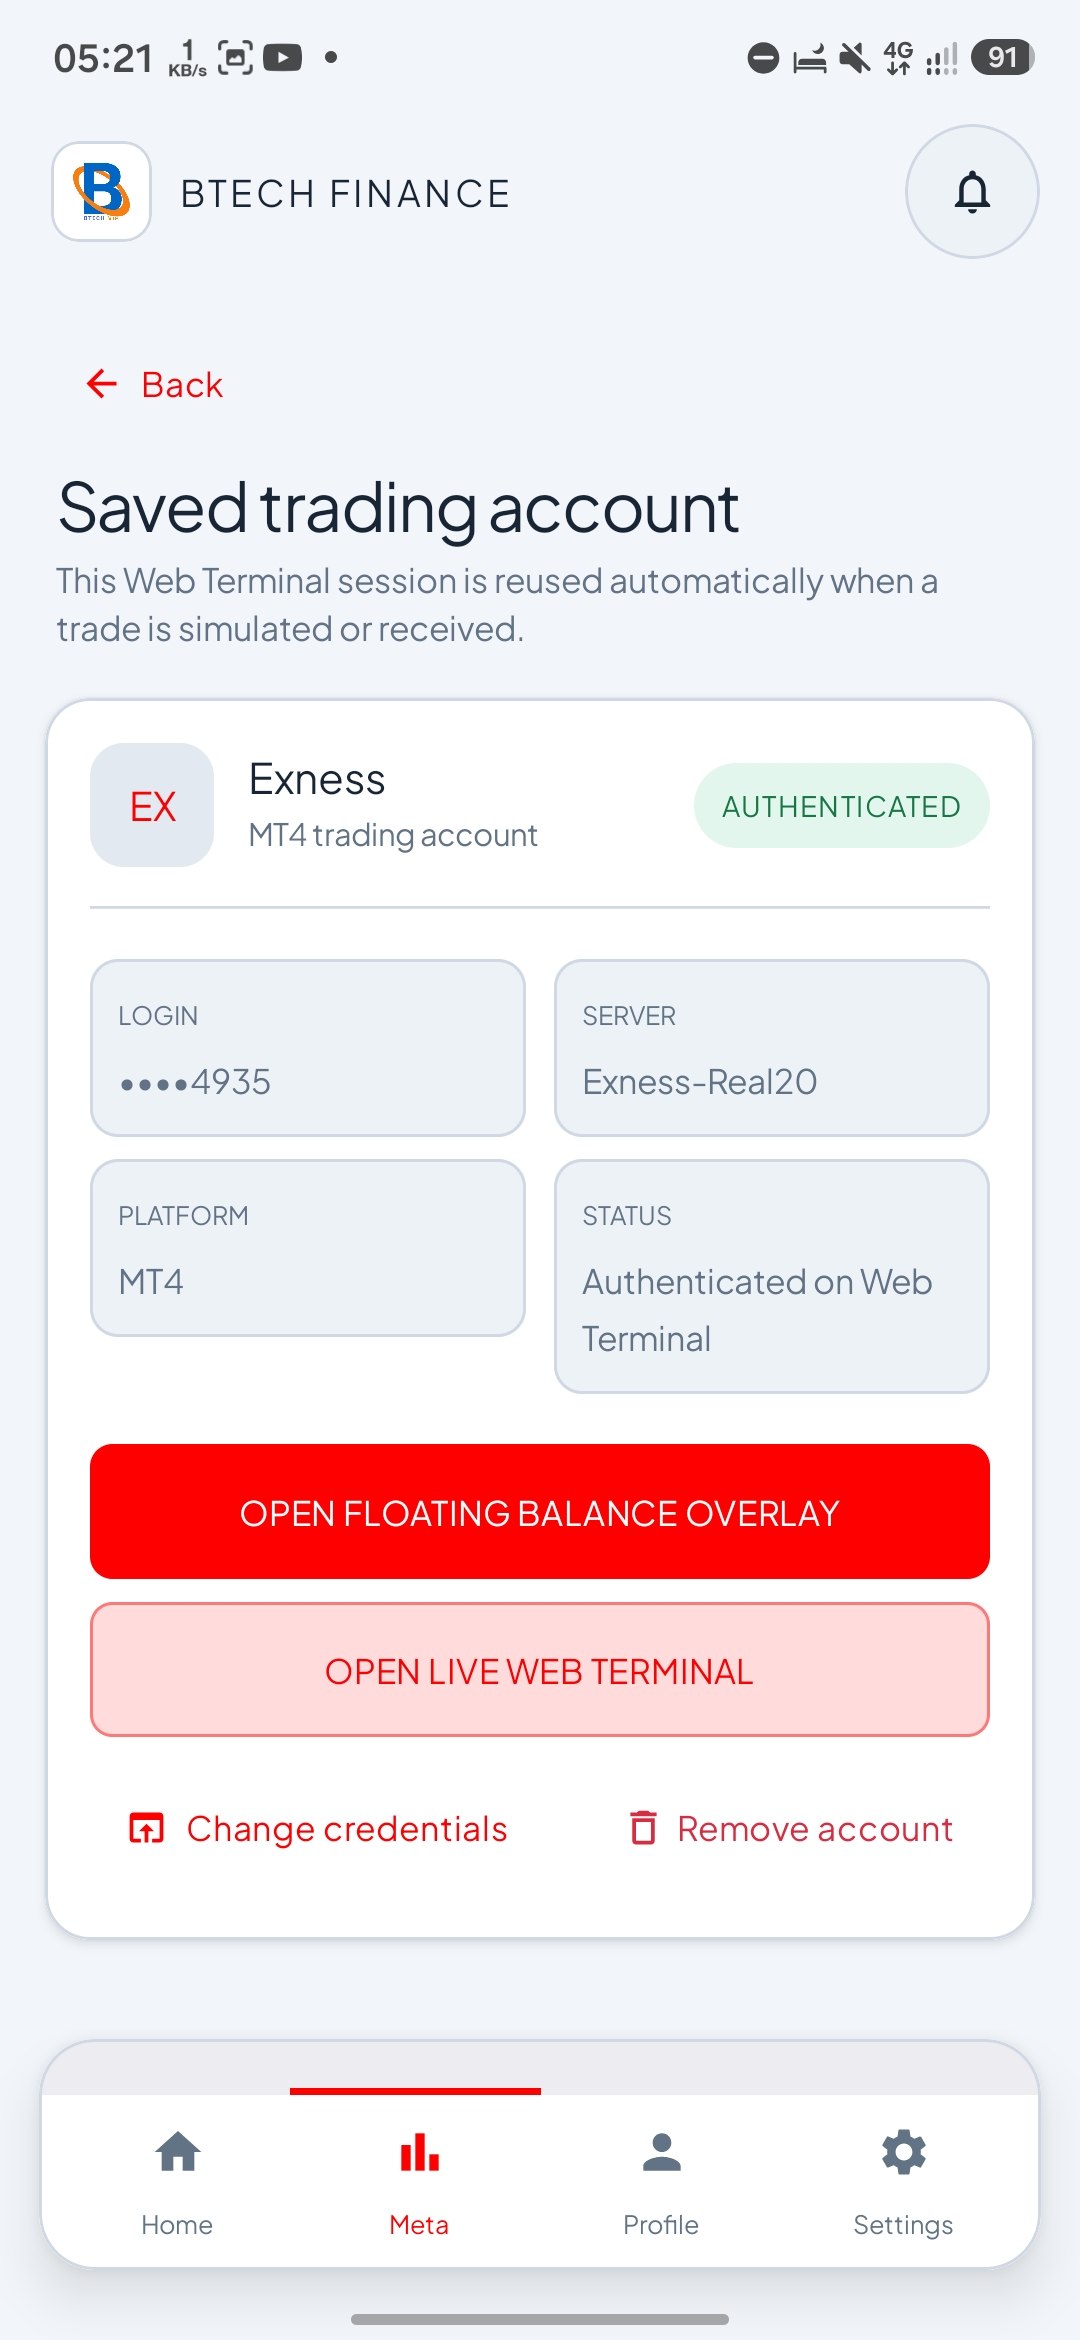 05:21
1
KB/s
4G
91
BTECH FINANCE
Back
Saved trading account
This Web Terminal session is reused automatically when a
trade is simulated or received.
EX
Exness
MT4 trading account
AUTHENTICATED
LOGIN
••••4935
SERVER
Exness-Real20
PLATFORM
MT4
STATUS
Authenticated on Web
Terminal
OPEN FLOATING BALANCE OVERLAY
OPEN LIVE WEB TERMINAL
Change credentials
Remove account
Home
Meta
Profile
Settings